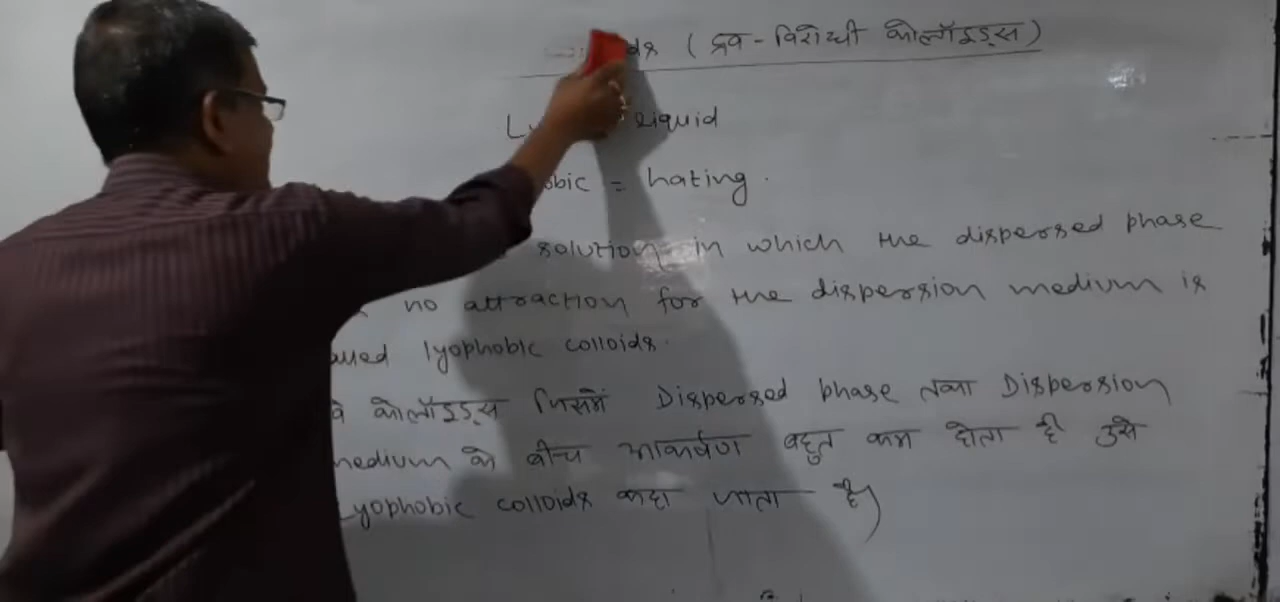 ds (द्रव-विरोधी कोलॉइड्स)
Ly liquid
obic = hating.
solution in which the dispersed phase
no attraction for the dispersion medium is
lyophobic colloids.
वे कोलॉइड्स जिसमें Dispersed phase तथा Dispersion
medium के बीच आकर्षण बहुत कम होता है उसे
Lyophobic colloids कहा जाता है)